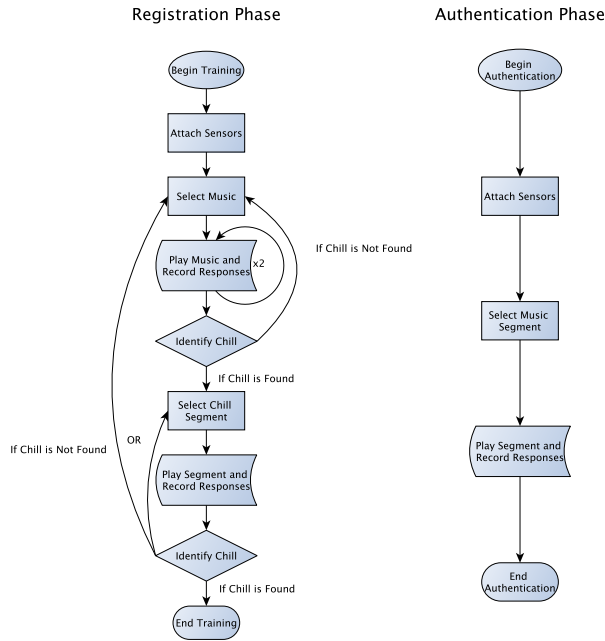 Registration Phase
Begin Training
Attach Sensors
Select Music
Play Music and
Record Responses
x2
If Chill is Not Found
Identify Chill
If Chill is Found
Select Chill
Segment
OR
If Chill is Not Found
Play Segment and
Record Responses
Identify Chill
If Chill is Found
End Training
Authentication Phase
Begin
Authentication
Attach Sensors
Select Music
Segment
Play Segment and
Record Responses
End
Authentication